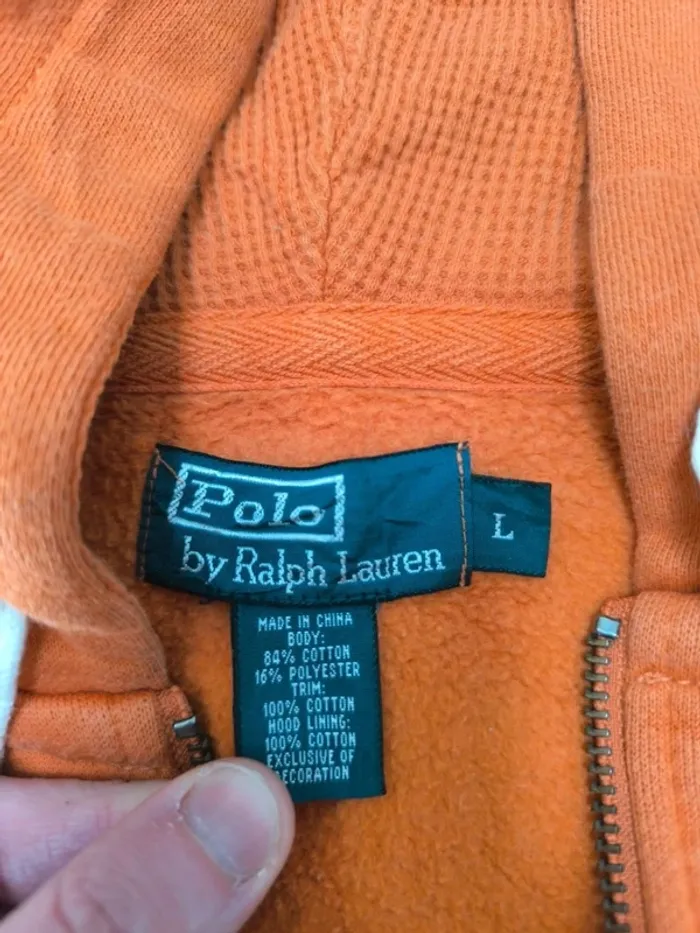 Polo
by Ralph Lauren
L
MADE IN CHINA
BODY:
84% COTTON
16% POLYESTER
TRIM:
100% COTTON
HOOD LINING:
100% COTTON
EXCLUSIVE OF
DECORATION